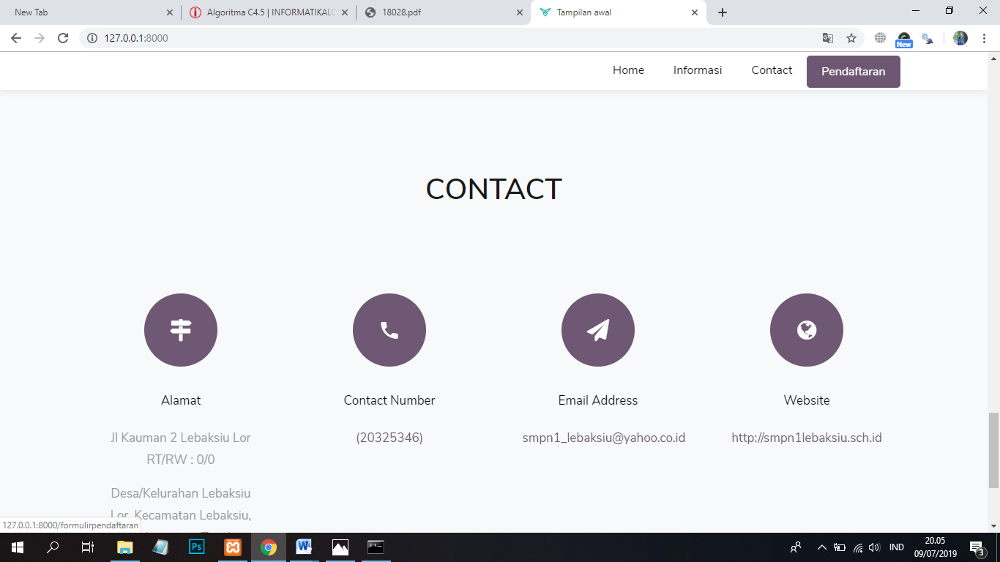 New Tab
Algoritma C4.5 | INFORMATIKALC
18028.pdf
Tampilan awal
127.0.0.1:8000
New
Home
Informasi
Contact
Pendaftaran
CONTACT
Alamat
Contact Number
Email Address
Website
Jl Kauman 2 Lebaksiu Lor
RT/RW : 0/0
(20325346)
smpn1_lebaksiu@yahoo.co.id
http://smpn1lebaksiu.sch.id
Desa/Kelurahan Lebaksiu
Lor, Kecamatan Lebaksiu,
127.0.0.1:8000/formulirpendaftaran
Ps
W
IND
20.05
09/07/2019
3